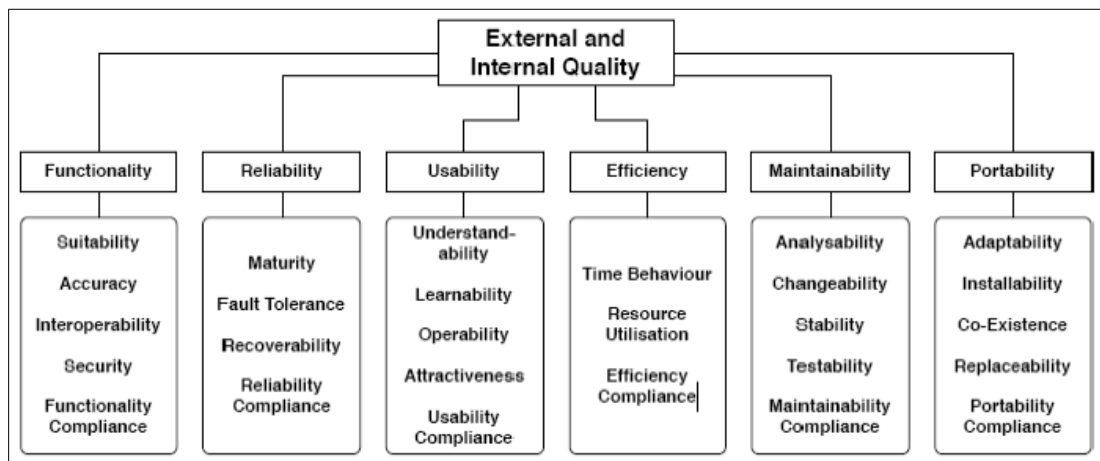 External and
Internal Quality
Functionality
Reliability
Usability
Efficiency
Maintainability
Portability
Suitability
Accuracy
Interoperability
Security
Functionality
Compliance
Maturity
Fault Tolerance
Recoverability
Reliability
Compliance
Understand-
ability
Learnability
Operability
Attractiveness
Usability
Compliance
Time Behaviour
Resource
Utilisation
Efficiency
Compliance
Analysability
Changeability
Stability
Testability
Maintainability
Compliance
Adaptability
Installability
Co-Existence
Replaceability
Portability
Compliance